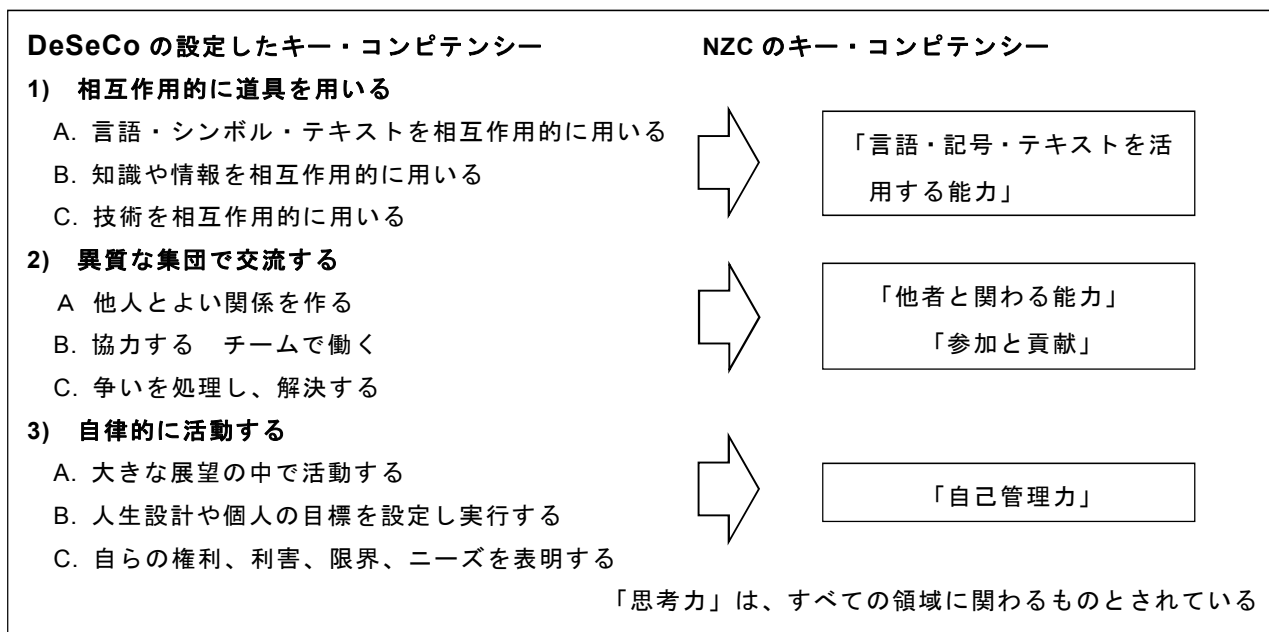 DeSeCo の設定したキー・コンピテンシー
NZC のキー・コンピテンシー
1) 相互作用的に道具を用いる
A. 言語・シンボル・テキストを相互作用的に用いる
B. 知識や情報を相互作用的に用いる
C. 技術を相互作用的に用いる
「言語・記号・テキストを活
用する能力」
2) 異質な集団で交流する
A 他人とよい関係を作る
B. 協力する　チームで働く
C. 争いを処理し、解決する
「他者と関わる能力」
「参加と貢献」
3) 自律的に活動する
A. 大きな展望の中で活動する
B. 人生設計や個人の目標を設定し実行する
C. 自らの権利、利害、限界、ニーズを表明する
「自己管理力」
「思考力」は、すべての領域に関わるものとされている